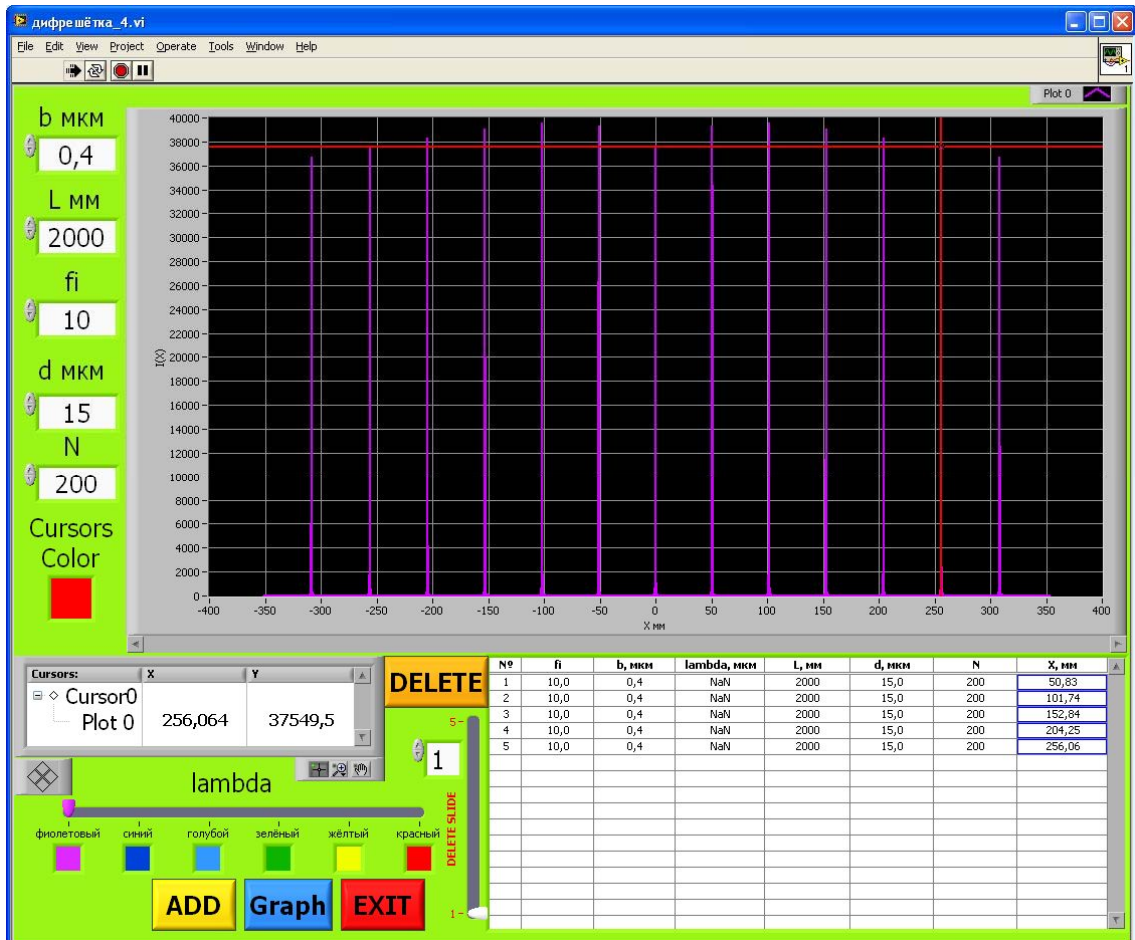 дифрешётка_4.vi
File Edit View Project Operate Tools Window Help
1
Plot 0
b мкм
0,4
L мм
2000
fi
10
d мкм
15
N
200
Cursors
Color
I(X)
40000
38000
36000
34000
32000
30000
28000
26000
24000
22000
20000
18000
16000
14000
12000
10000
8000
6000
4000
2000
0
-400 -350 -300 -250 -200 -150 -100 -50 0 50 100 150 200 250 300 350 400
X мм
Cursors: X Y
Cursor0
Plot 0 256,064 37549,5
DELETE
5
1
DELETE SLIDE
1
lambda
фиолетовый синий голубой зелёный жёлтый красный
ADD Graph EXIT
№ fi b, мкм lambda, мкм L, мм d, мкм N X, мм
1 10,0 0,4 NaN 2000 15,0 200 50,83
2 10,0 0,4 NaN 2000 15,0 200 101,74
3 10,0 0,4 NaN 2000 15,0 200 152,84
4 10,0 0,4 NaN 2000 15,0 200 204,25
5 10,0 0,4 NaN 2000 15,0 200 256,06